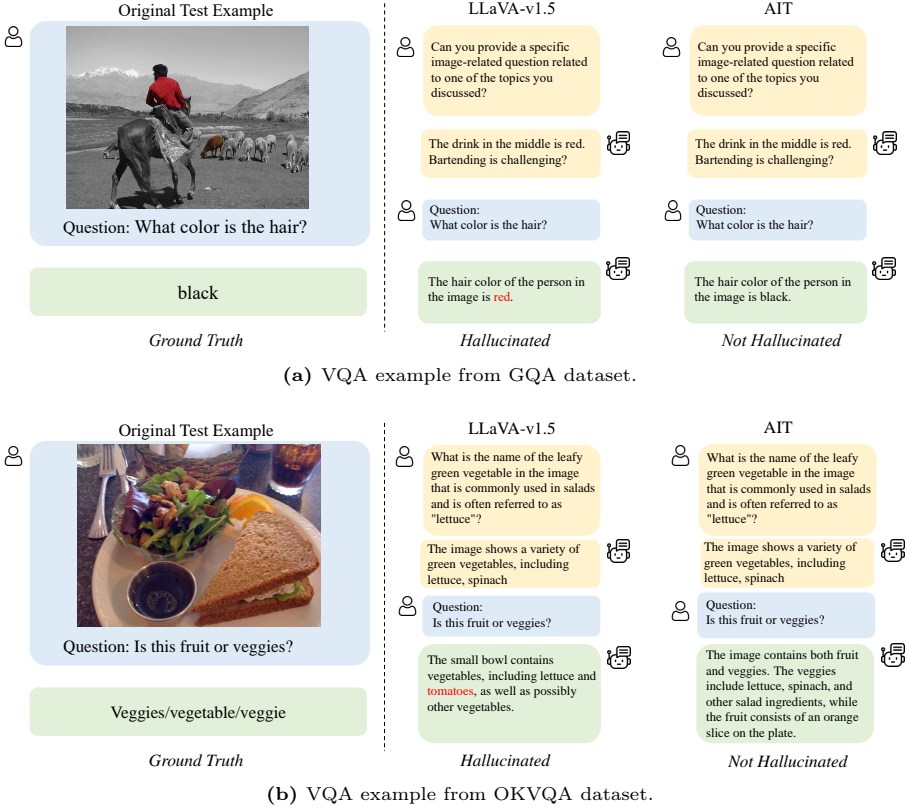 Original Test Example
Question: What color is the hair?
black
Ground Truth
LLaVA-v1.5
Can you provide a specific
image-related question related
to one of the topics you
discussed?
The drink in the middle is red.
Bartending is challenging?
Question:
What color is the hair?
The hair color of the person in
the image is red.
Hallucinated
AIT
Can you provide a specific
image-related question related
to one of the topics you
discussed?
The drink in the middle is red.
Bartending is challenging?
Question:
What color is the hair?
The hair color of the person in
the image is black.
Not Hallucinated
(a) VQA example from GQA dataset.
Original Test Example
Question: Is this fruit or veggies?
Veggies/vegetable/veggie
Ground Truth
LLaVA-v1.5
What is the name of the leafy
green vegetable in the image
that is commonly used in salads
and is often referred to as
"lettuce"?
The image shows a variety of
green vegetables, including
lettuce, spinach
Question:
Is this fruit or veggies?
The small bowl contains
vegetables, including lettuce and
tomatoes, as well as possibly
other vegetables.
Hallucinated
AIT
What is the name of the leafy
green vegetable in the image
that is commonly used in salads
and is often referred to as
"lettuce"?
The image shows a variety of
green vegetables, including
lettuce, spinach
Question:
Is this fruit or veggies?
The image contains both fruit
and veggies. The veggies
include lettuce, spinach, and
other salad ingredients, while
the fruit consists of an orange
slice on the plate.
Not Hallucinated
(b) VQA example from OKVQA dataset.